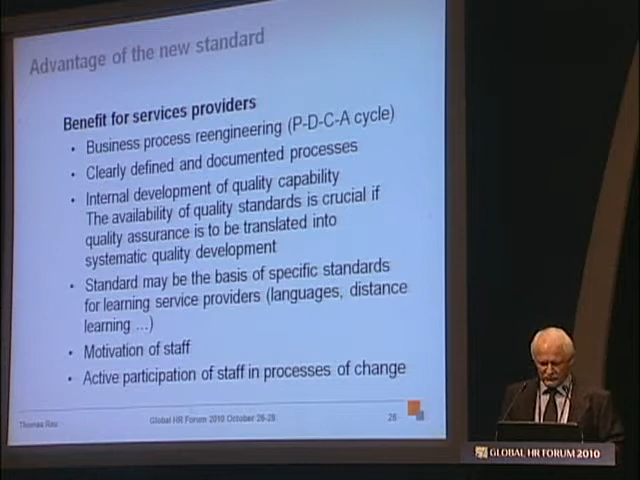 Advantage of the new standard
Benefit for services providers
• Business process reengineering (P-D-C-A cycle)
• Clearly defined and documented processes
• Internal development of quality capability
The availability of quality standards is crucial if
quality assurance is to be translated into
systematic quality development
• Standard may be the basis of specific standards
for learning service providers (languages, distance
learning ...)
• Motivation of staff
• Active participation of staff in processes of change
Thomas Rau
Global HR Forum 2010 October 26-28
26
GLOBAL HR FORUM 2010